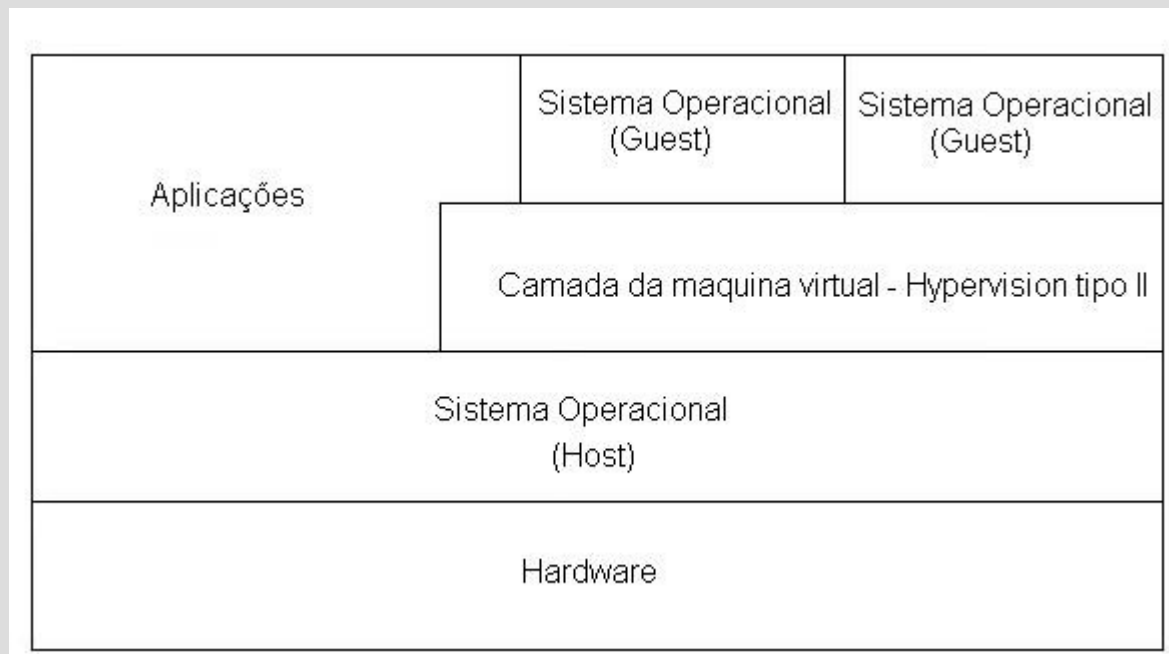 Sistema Operacional
(Guest)
Sistema Operacional
(Guest)
Aplicações
Camada da maquina virtual - Hypervision tipo II
Sistema Operacional
(Host)
Hardware